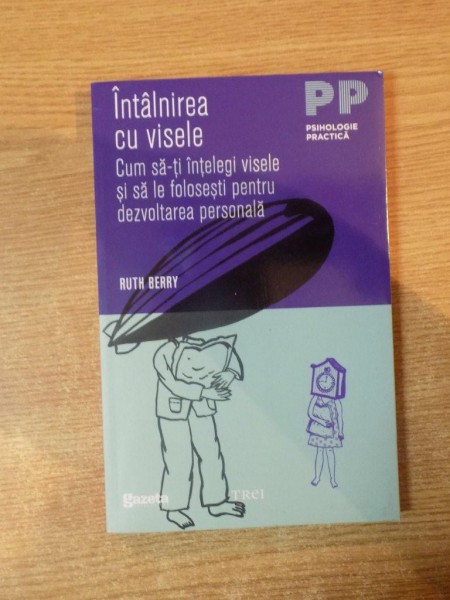 Întâlnirea
cu visele
Cum să-ți înțelegi visele
și să le folosești pentru
dezvoltarea personală
RUTH BERRY
PP
PSIHOLOGIE
PRACTICĂ
gazeta
TREI